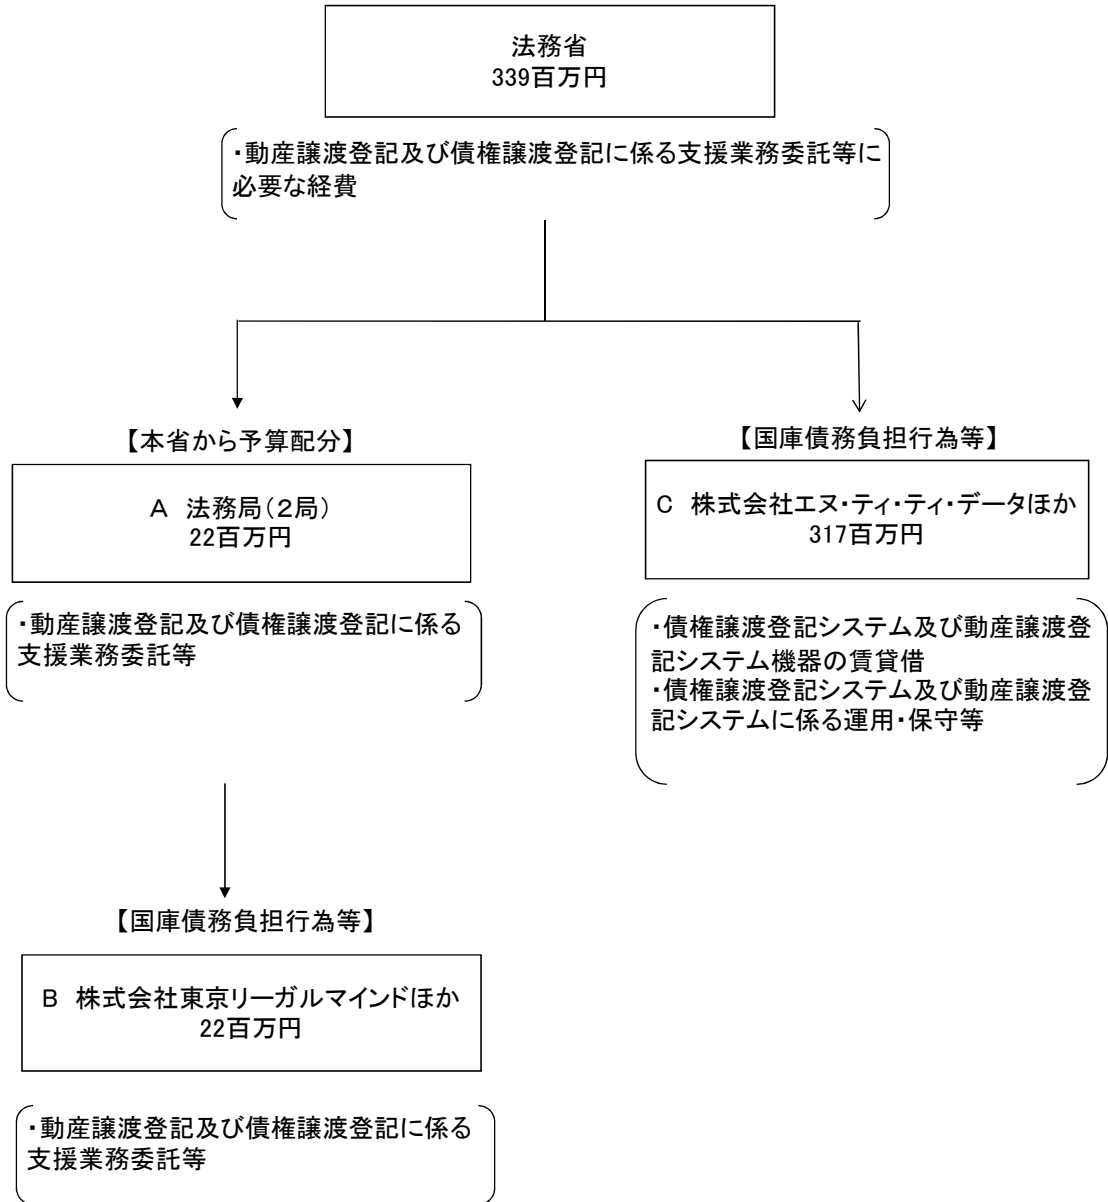 法務省
339百万円
・動産譲渡登記及び債権譲渡登記に係る支援業務委託等に
必要な経費
【本省から予算配分】
A 法務局(2局)
22百万円
・動産譲渡登記及び債権譲渡登記に係る
支援業務委託等
【国庫債務負担行為等】
C 株式会社エヌ・ティ・ティ・データほか
317百万円
・債権譲渡登記システム及び動産譲渡登
記システム機器の賃貸借
・債権譲渡登記システム及び動産譲渡登
記システムに係る運用・保守等
【国庫債務負担行為等】
B 株式会社東京リーガルマインドほか
22百万円
・動産譲渡登記及び債権譲渡登記に係る
支援業務委託等